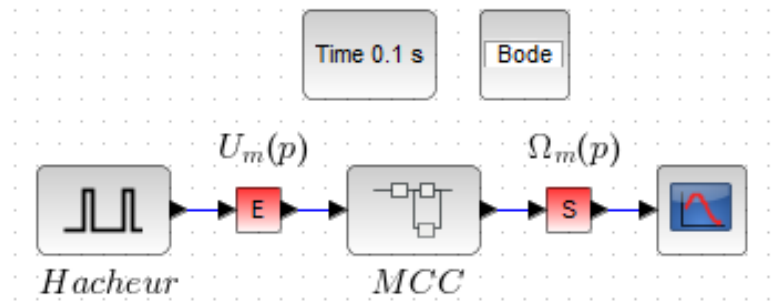 Time 0.1 s
Bode
Uₘ(p)
Ωₘ(p)
E
S
Hacheur
MCC